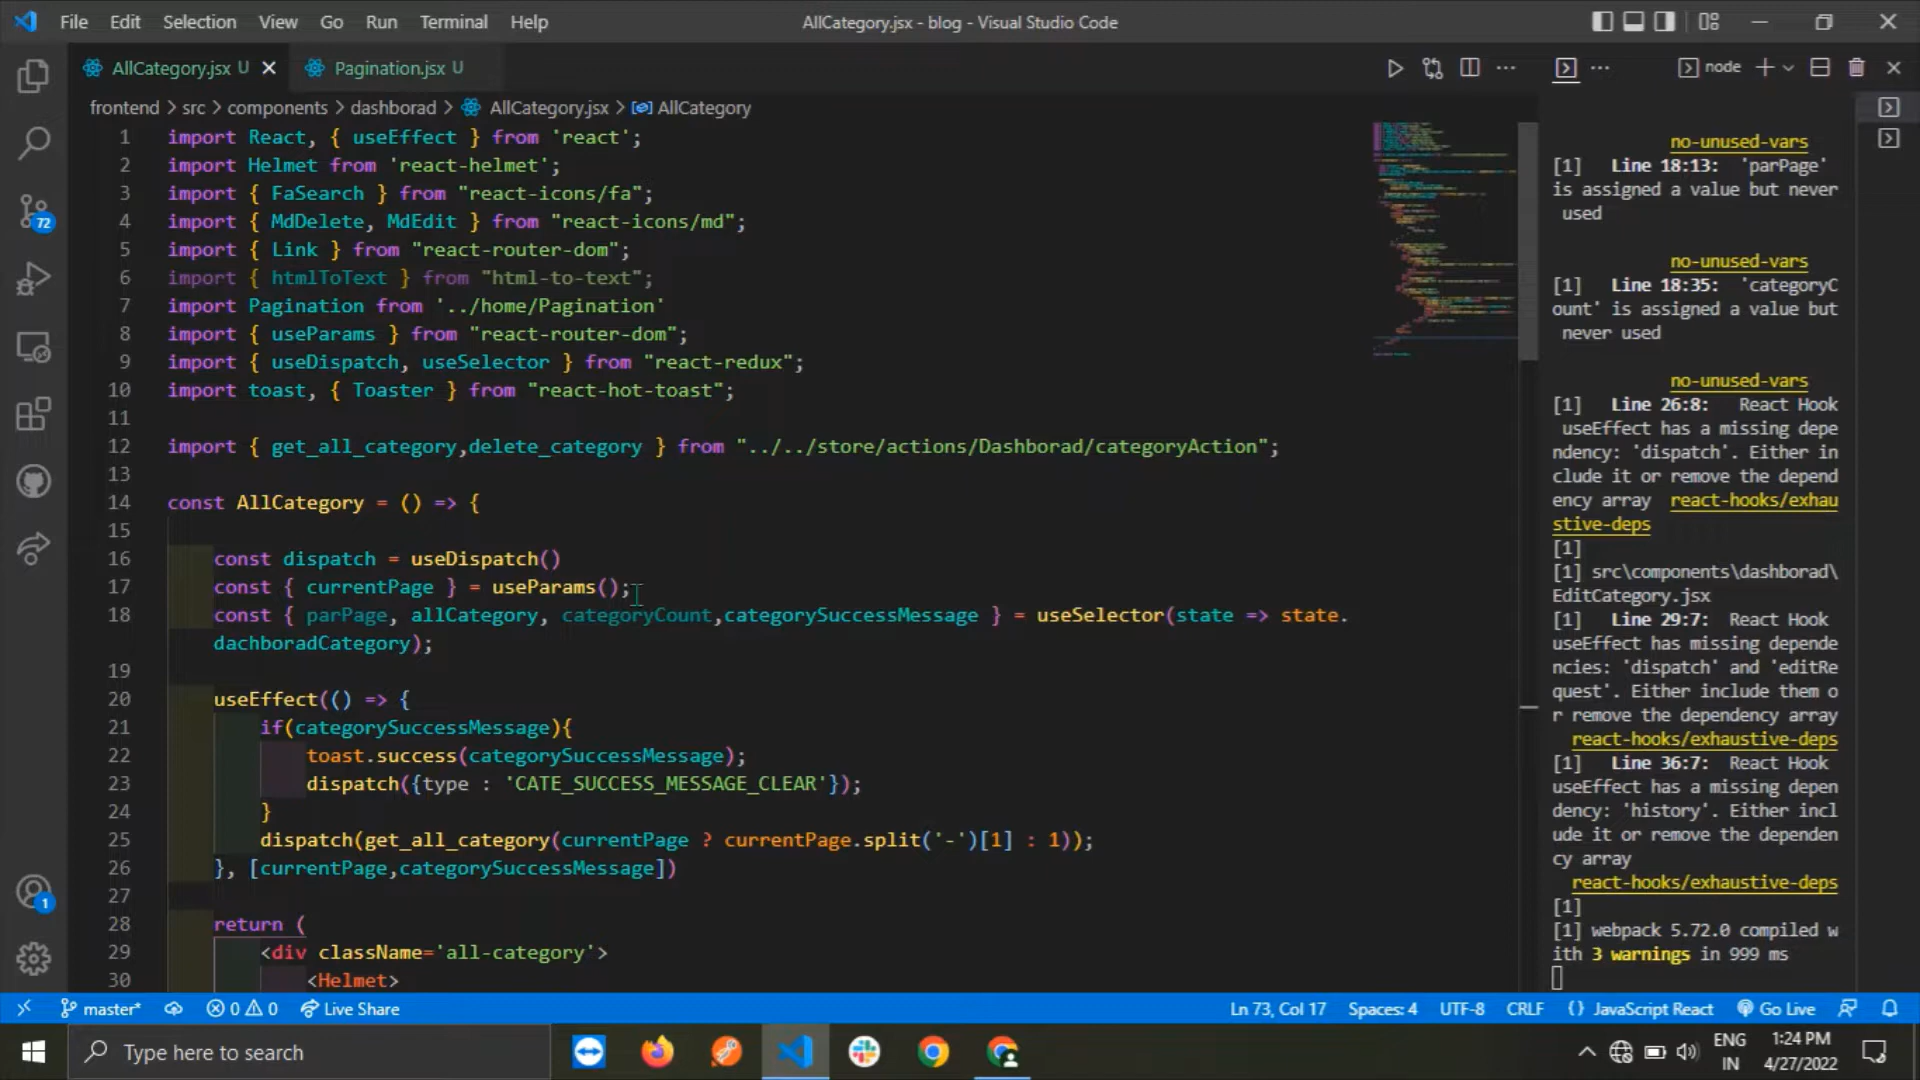 File Edit Selection View Go Run Terminal Help
AllCategory.jsx - blog - Visual Studio Code
AllCategory.jsx U
Pagination.jsx U
node
frontend > src > components > dashborad > AllCategory.jsx > AllCategory
1 import React, { useEffect } from 'react';
2 import Helmet from 'react-helmet';
3 import { FaSearch } from "react-icons/fa";
4 import { MdDelete, MdEdit } from "react-icons/md";
5 import { Link } from "react-router-dom";
6 import { htmlToText } from "html-to-text";
7 import Pagination from '../home/Pagination'
8 import { useParams } from "react-router-dom";
9 import { useDispatch, useSelector } from "react-redux";
10 import toast, { Toaster } from "react-hot-toast";
11
12 import { get_all_category,delete_category } from "../../store/actions/Dashborad/categoryAction";
13
14 const AllCategory = () => {
15
16 const dispatch = useDispatch()
17 const { currentPage } = useParams();
18 const { parPage, allCategory, categoryCount,categorySuccessMessage } = useSelector(state => state.
dachboradCategory);
19
20 useEffect(() => {
21 if(categorySuccessMessage){
22 toast.success(categorySuccessMessage);
23 dispatch({type : 'CATE_SUCCESS_MESSAGE_CLEAR'});
24 }
25 dispatch(get_all_category(currentPage ? currentPage.split('-')[1] : 1));
26 }, [currentPage,categorySuccessMessage])
27
28 return (
29 <div className='all-category'>
30 <Helmet>
no-unused-vars
[1] Line 18:13: 'parPage'
is assigned a value but never
used
no-unused-vars
[1] Line 18:35: 'categoryC
ount' is assigned a value but
never used
no-unused-vars
[1] Line 26:8: React Hook
useEffect has a missing depe
ndency: 'dispatch'. Either in
clude it or remove the depend
ency array react-hooks/exhau
stive-deps
[1]
[1] src\components\dashborad\
EditCategory.jsx
[1] Line 29:7: React Hook
useEffect has missing depende
ncies: 'dispatch' and 'editRe
quest'. Either include them o
r remove the dependency array
react-hooks/exhaustive-deps
[1] Line 36:7: React Hook
useEffect has a missing depen
dency: 'history'. Either incl
ude it or remove the dependen
cy array
react-hooks/exhaustive-deps
[1]
[1] webpack 5.72.0 compiled w
ith 3 warnings in 999 ms
72
1
master* 0 0 Live Share
Ln 73, Col 17 Spaces: 4 UTF-8 CRLF {} JavaScript React Go Live
Type here to search
ENG
IN
1:24 PM
4/27/2022